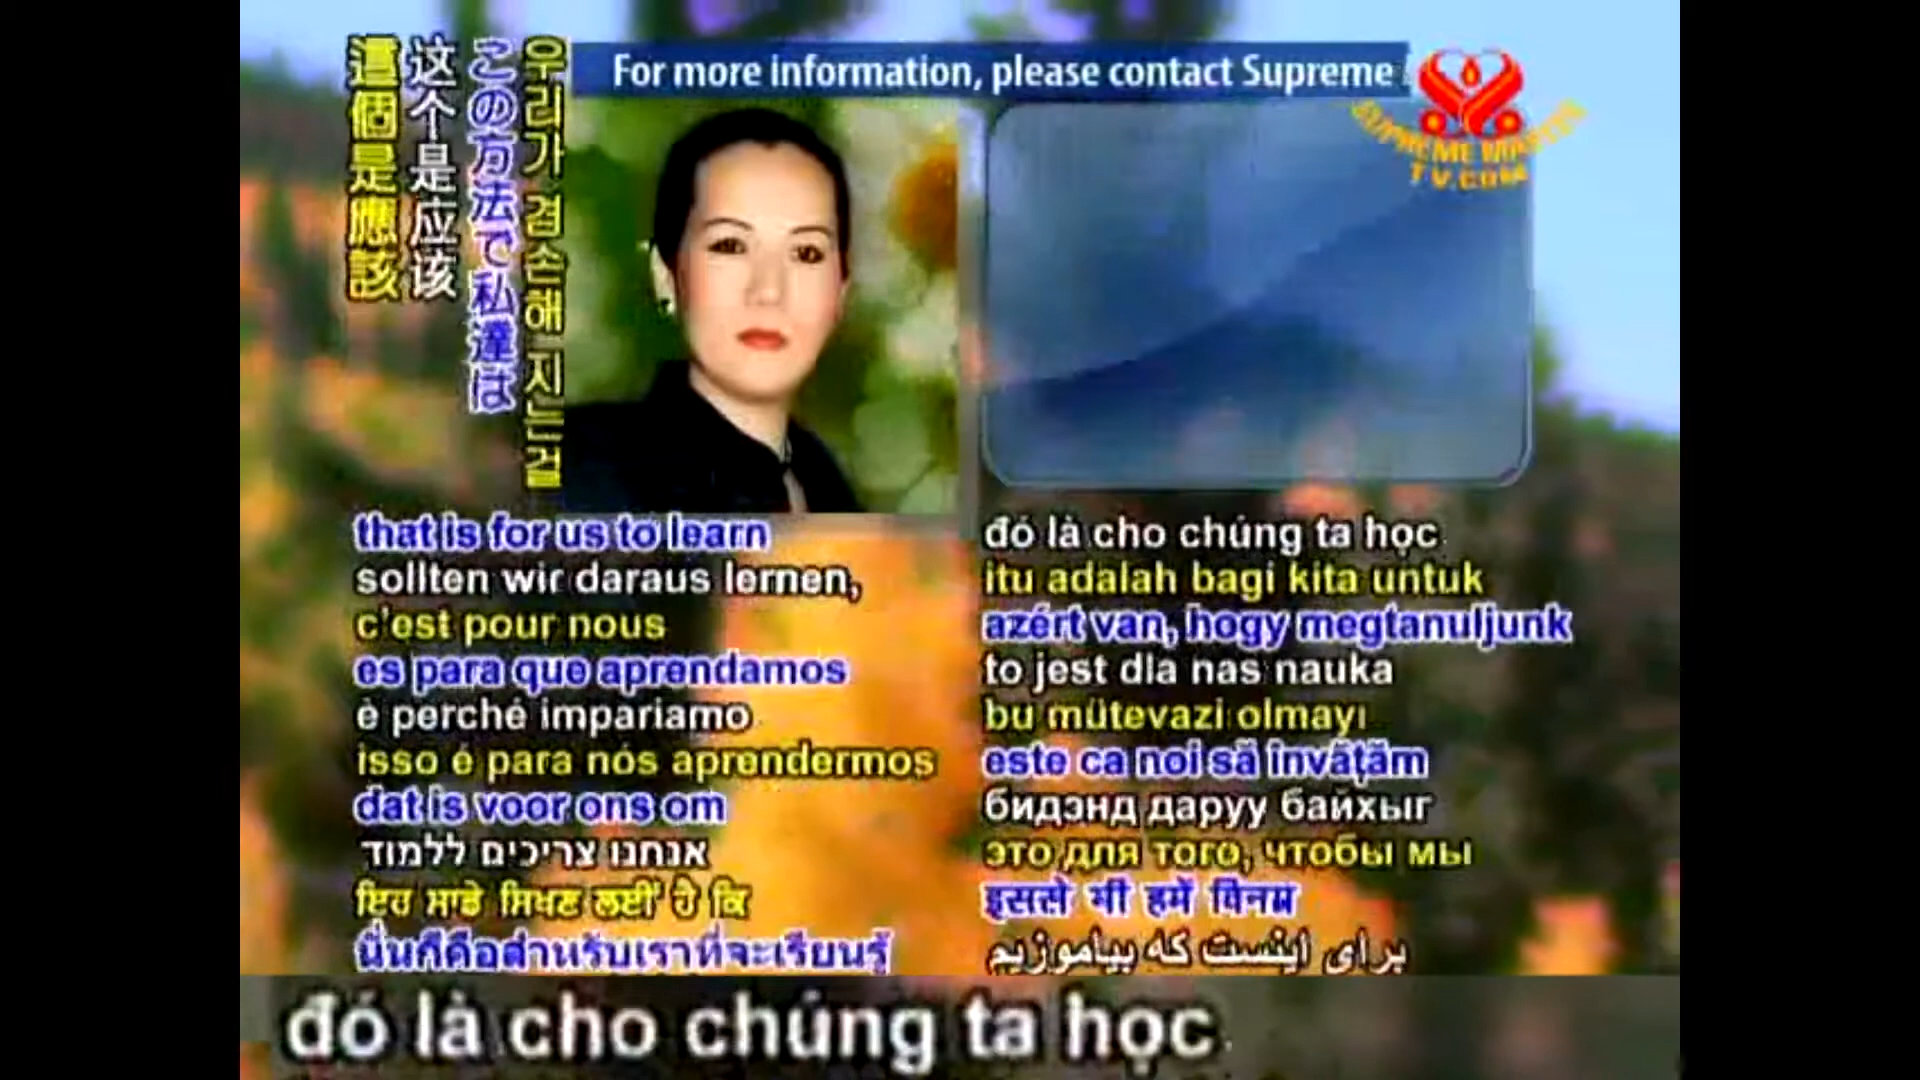 For more information, please contact Supreme
SUPREME MASTER
TV.COM
這個是應該
这个是应该
この方法で私達は
우리가 겸손해 지는걸
that is for us to learn
sollten wir daraus lernen,
c'est pour nous
es para que aprendamos
è perché impariamo
isso é para nós aprendermos
dat is voor ons om
אנחנו צריכים ללמוד
ਇਹ ਸਾਡੇ ਸਿਖਣ ਲਈਂ ਹੈ ਕਿ
นี่นก็คือสำหรับเราที่จะเรียนรู้
đó là cho chúng ta học
itu adalah bagi kita untuk
azért van, hogy megtanuljunk
to jest dla nas nauka
bu mütevazi olmayı
este ca noi să învăţăm
бидэнд даруу байхыг
это для того, чтобы мы
इससे भी हमें विनम्र
برای اینست که بیاموزیم
đó là cho chúng ta học